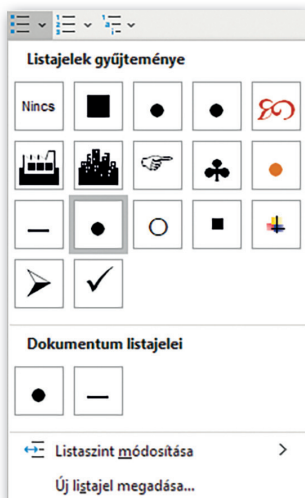 Listajelek gyűjteménye
Nincs
Dokumentum listajelei
Listaszint módosítása
Új listajel megadása...